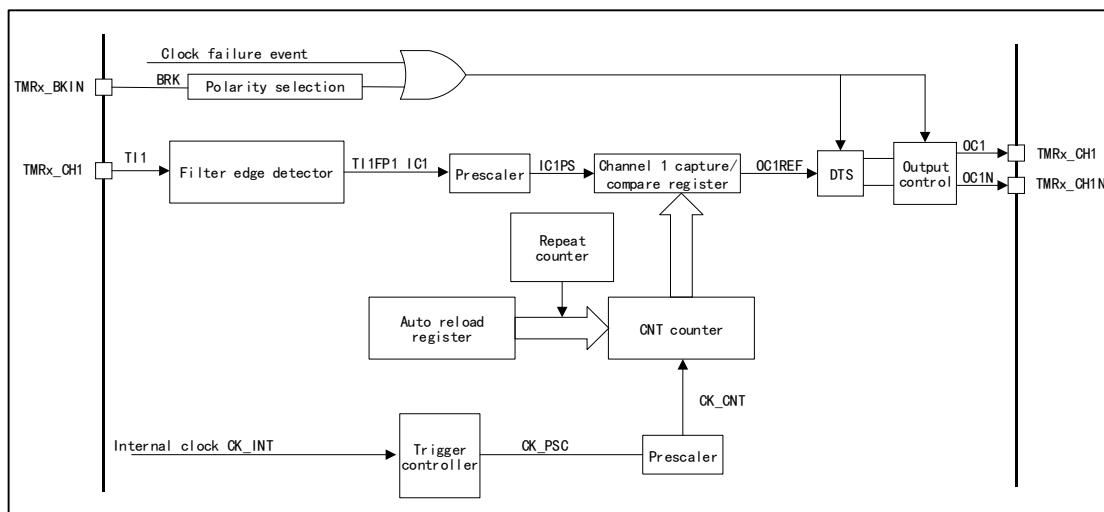 Clock failure event
TMRx_BKIN
BRK
Polarity selection
TMRx_CH1
TI1
Filter edge detector
TI1FP1 IC1
Prescaler
IC1PS
Channel 1 capture/
compare register
OC1REF
DTS
Output
control
OC1
OC1N
TMRx_CH1
TMRx_CH1N
Repeat
counter
Auto reload
register
CNT counter
CK_CNT
Internal clock CK_INT
Trigger
controller
CK_PSC
Prescaler